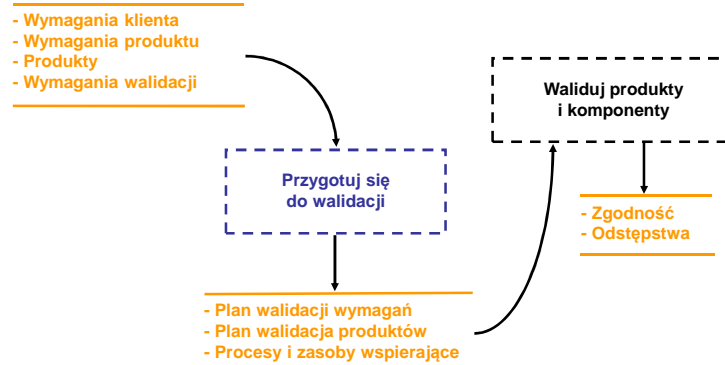 - Wymagania klienta
- Wymagania produktu
- Produkty
- Wymagania walidacji
Waliduj produkty
i komponenty
Przygotuj się
do walidacji
- Zgodność
- Odstępstwa
- Plan walidacji wymagań
- Plan walidacja produktów
- Procesy i zasoby wspierające